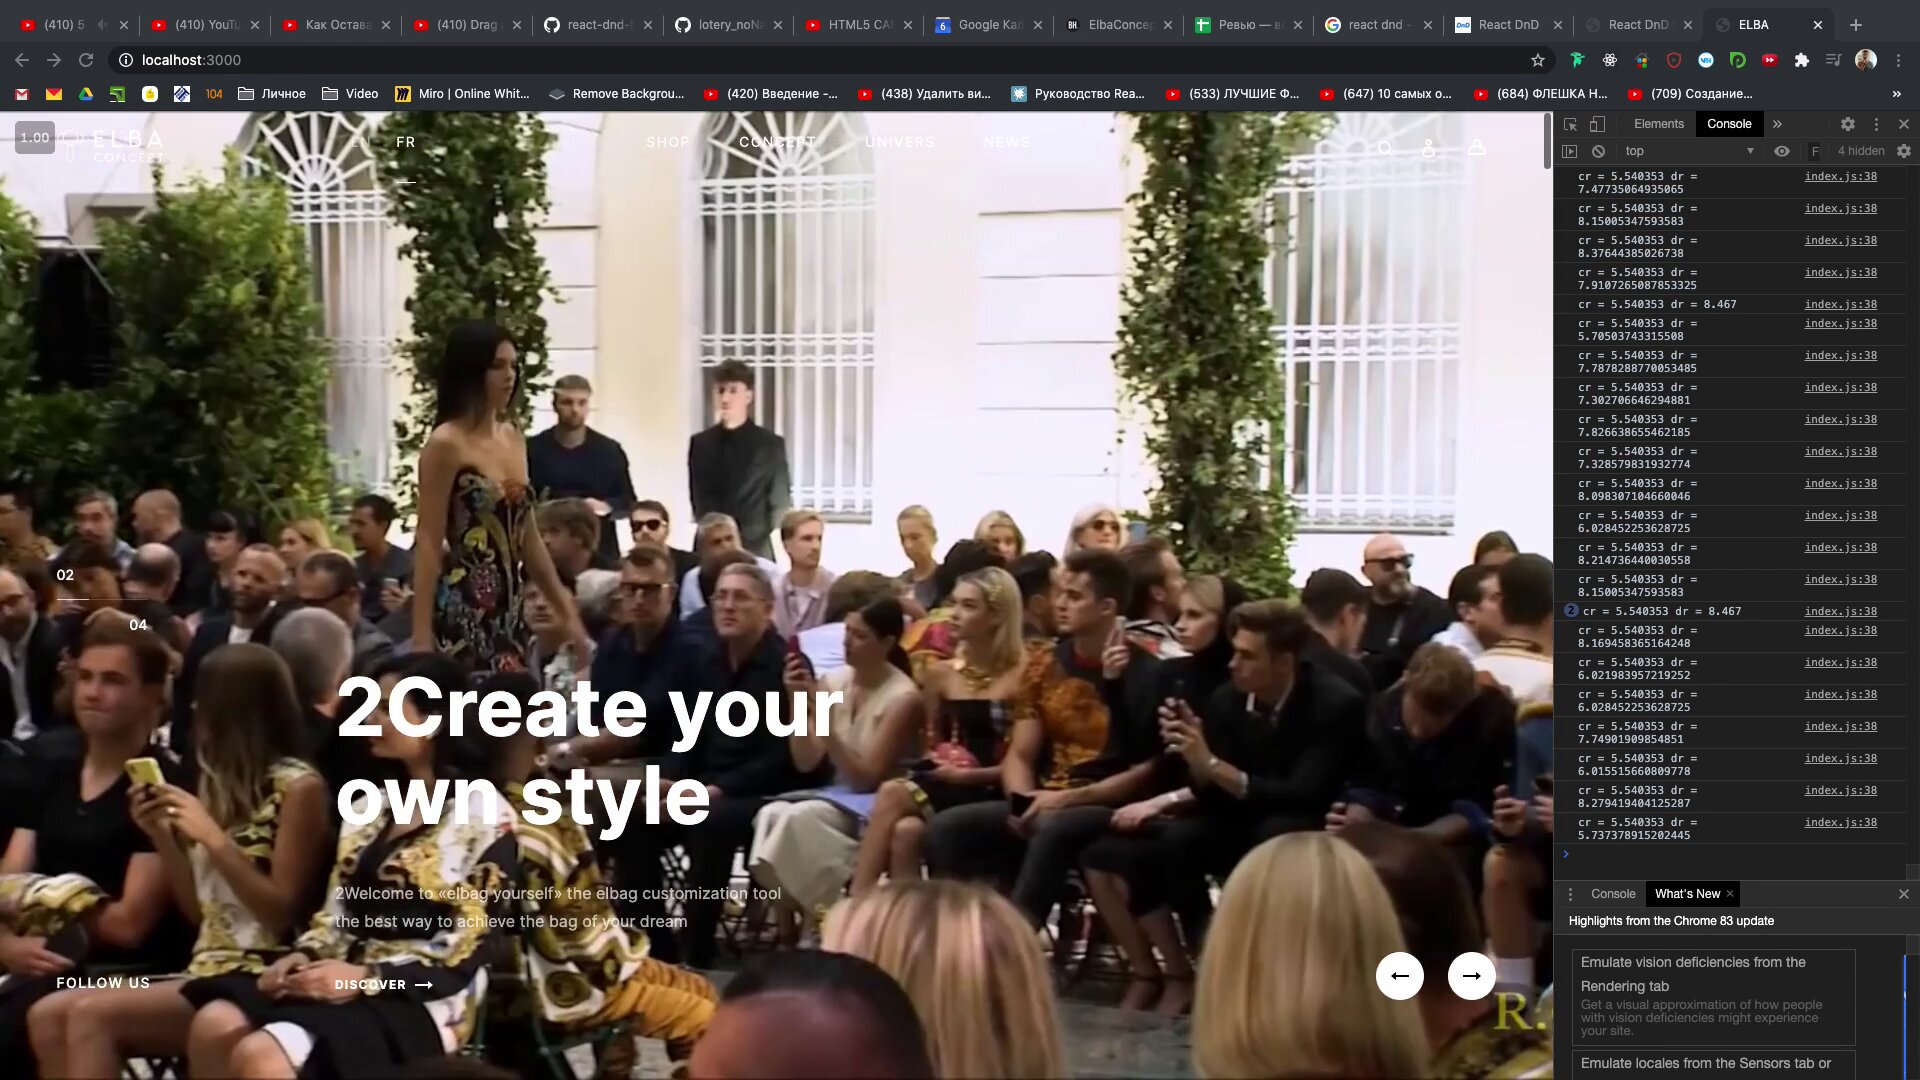 (410) 5
(410) YouTu
Как Остава
(410) Drag
react-dnd-t
lotery_noNa
HTML5 CAN
Google Кал
ElbaConcep
Ревью — в
react dnd -
React DnD
React DnD
ELBA
localhost:3000
104
Личное
Video
Miro | Online Whit...
Remove Backgrou...
(420) Введение -...
(438) Удалить ви...
Руководство Rea...
(533) ЛУЧШИЕ Ф...
(647) 10 самых о...
(684) ФЛЕШКА Н...
(709) Создание...
»
1.00
ELBA
CONCEPT
EN
FR
SHOP
CONCEPT
UNIVERS
NEWS
02
04
2Create your
own style
2Welcome to «elbag yourself» the elbag customization tool
the best way to achieve the bag of your dream
FOLLOW US
DISCOVER
R.
Elements
Console
»
top
F
4 hidden
cr = 5.540353 dr = index.js:38
7.47735064935065
cr = 5.540353 dr = index.js:38
8.15005347593583
cr = 5.540353 dr = index.js:38
8.37644385026738
cr = 5.540353 dr = index.js:38
7.9107265087853325
cr = 5.540353 dr = 8.467 index.js:38
cr = 5.540353 dr = index.js:38
5.70503743315508
cr = 5.540353 dr = index.js:38
7.7878288770053485
cr = 5.540353 dr = index.js:38
7.302706646294881
cr = 5.540353 dr = index.js:38
7.826638655462185
cr = 5.540353 dr = index.js:38
7.328579831932774
cr = 5.540353 dr = index.js:38
8.098307104660046
cr = 5.540353 dr = index.js:38
6.028452253628725
cr = 5.540353 dr = index.js:38
8.214736440030558
cr = 5.540353 dr = index.js:38
8.15005347593583
2 cr = 5.540353 dr = 8.467 index.js:38
cr = 5.540353 dr = index.js:38
8.169458365164248
cr = 5.540353 dr = index.js:38
6.021983957219252
cr = 5.540353 dr = index.js:38
6.028452253628725
cr = 5.540353 dr = index.js:38
7.74901909854851
cr = 5.540353 dr = index.js:38
6.015515660809778
cr = 5.540353 dr = index.js:38
8.279419404125287
cr = 5.540353 dr = index.js:38
5.737378915202445
Console
What's New
Highlights from the Chrome 83 update
Emulate vision deficiencies from the
Rendering tab
Get a visual approximation of how people
with vision deficiencies might experience
your site.
Emulate locales from the Sensors tab or